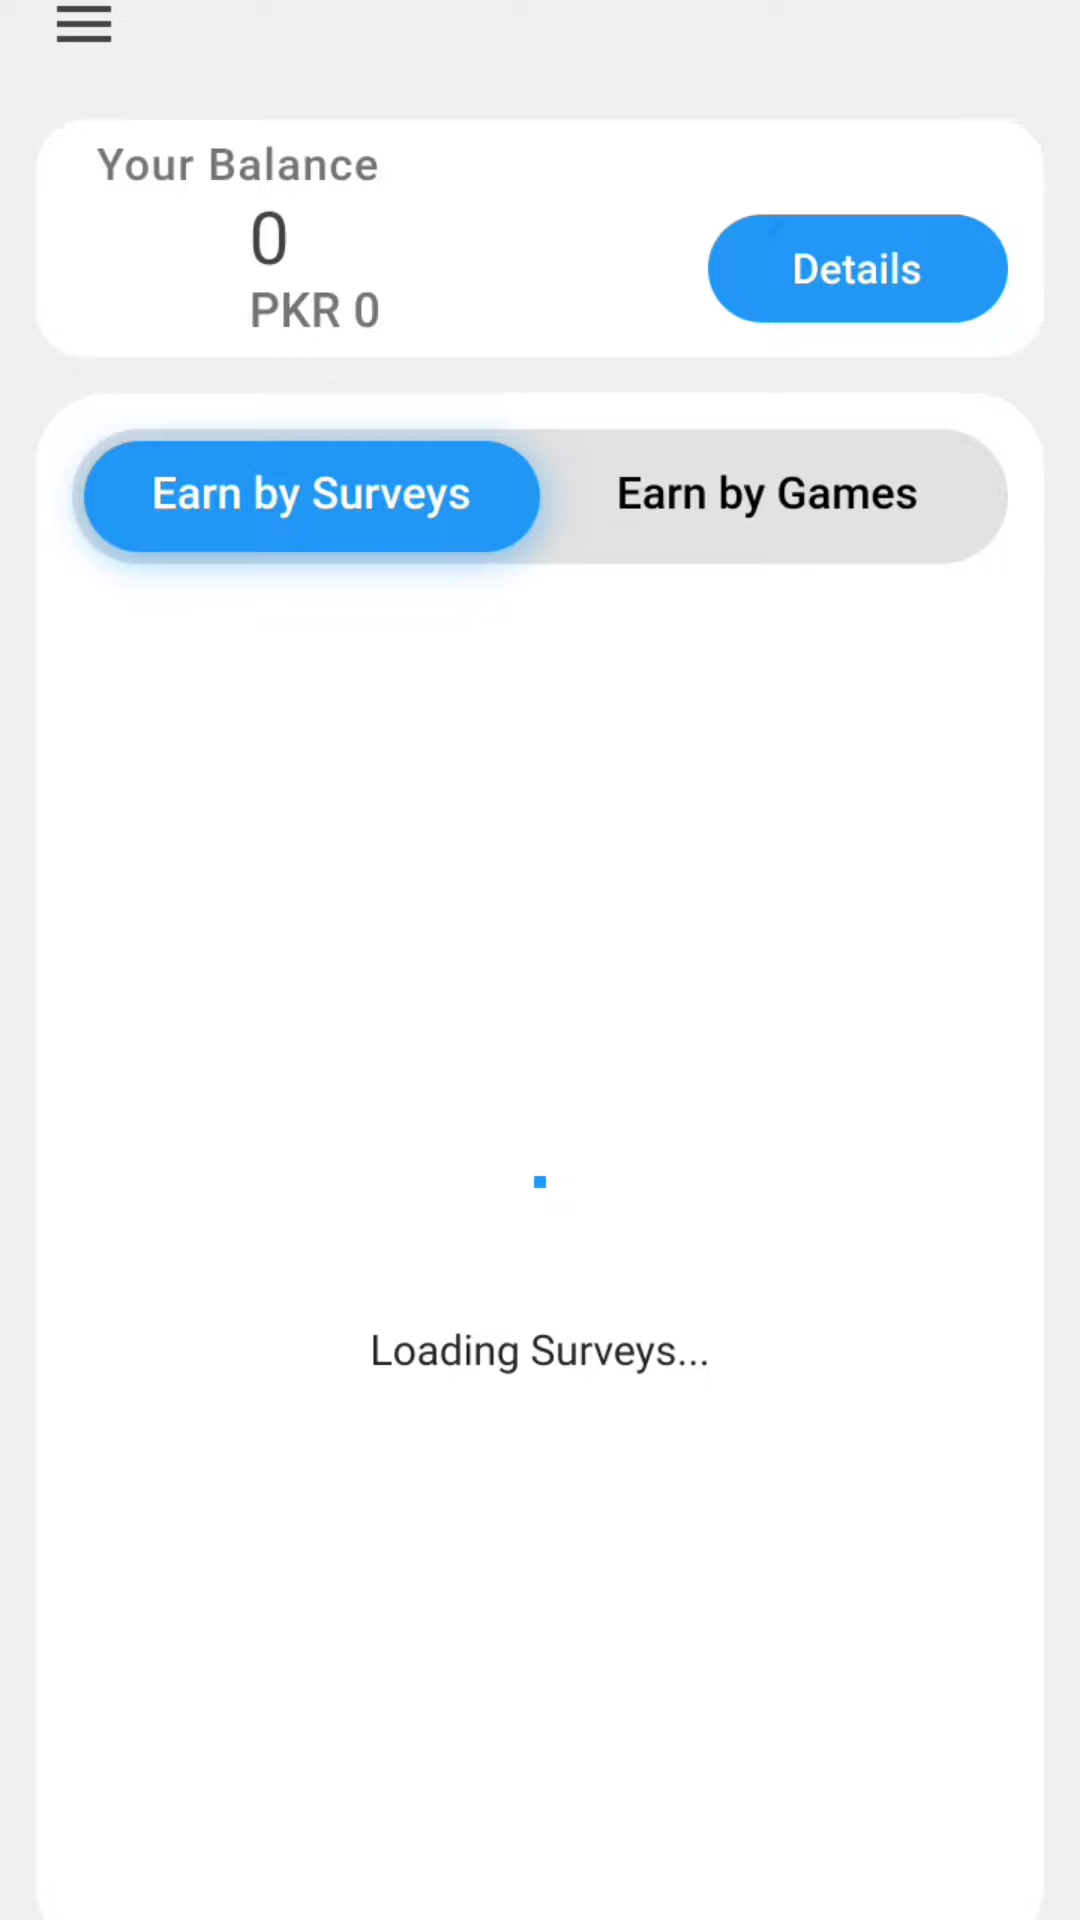 Your Balance
0
PKR 0
Details
Earn by Surveys
Earn by Games
Loading Surveys...